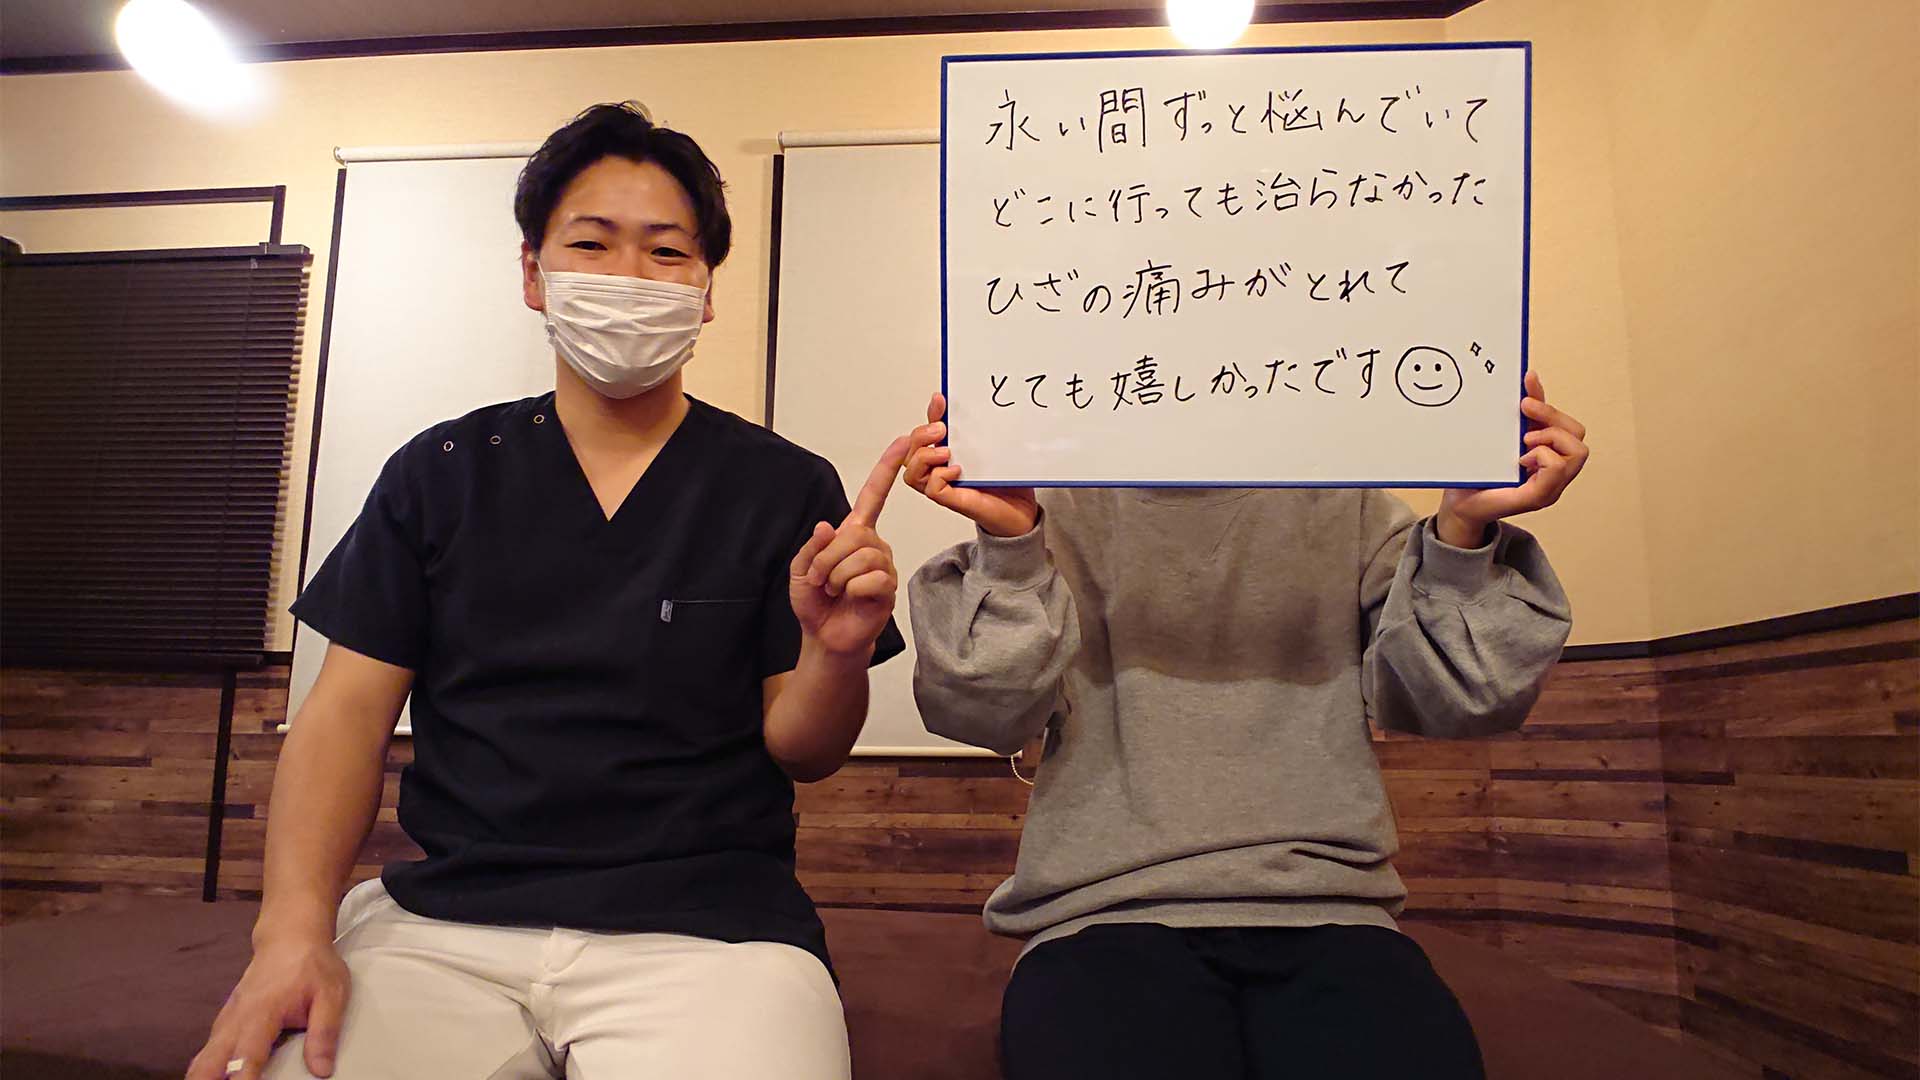 永い間ずっと悩んでいて
どこに行っても治らなかった
ひざの痛みがとれて
とても嬉しかったです